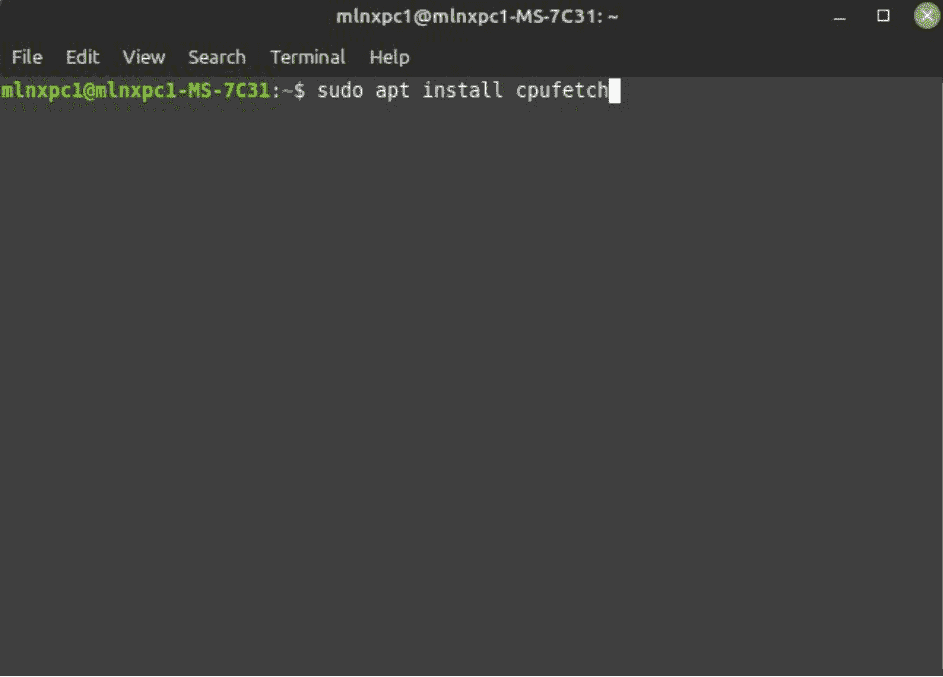 mlnxpc1@mlnxpc1-MS-7C31: ~
File Edit View Search Terminal Help
mlnxpc1@mlnxpc1-MS-7C31:~$ sudo apt install cpufetch